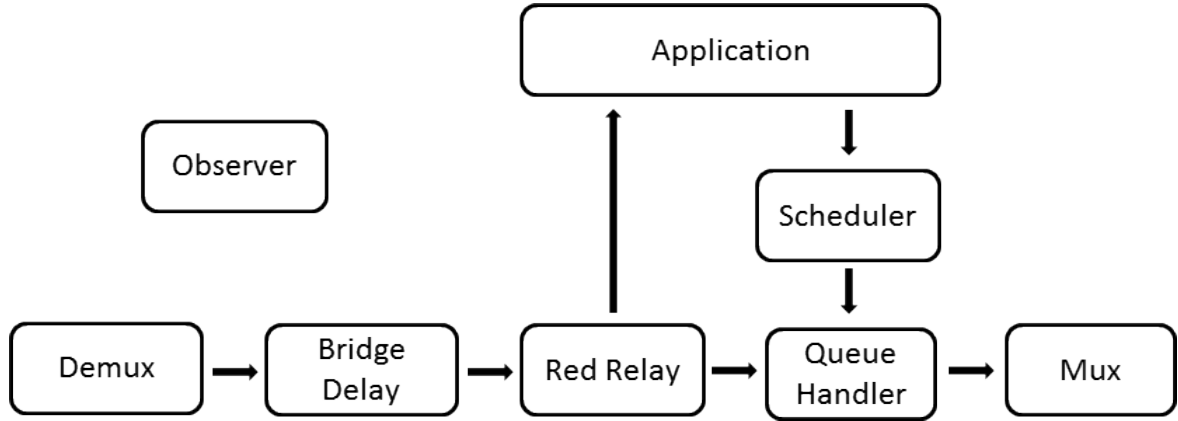 Application
Observer
Scheduler
Demux
Bridge
Delay
Red Relay
Queue
Handler
Mux